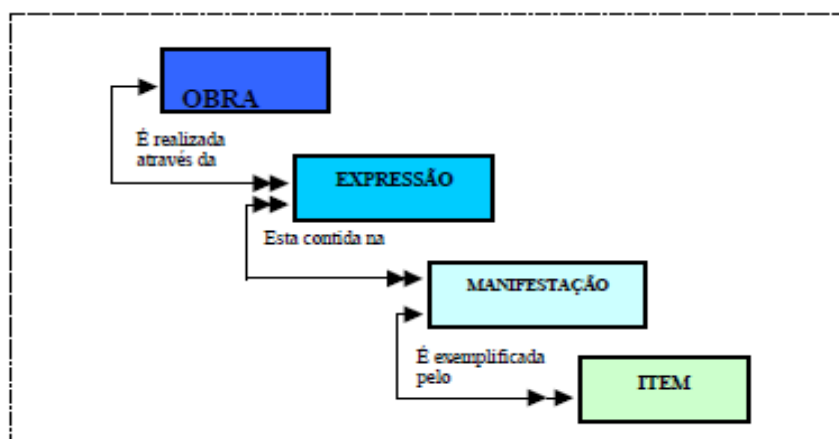 OBRA
É realizada
através da
EXPRESSÃO
Esta contida na
MANIFESTAÇÃO
É exemplificada
pelo
ITEM